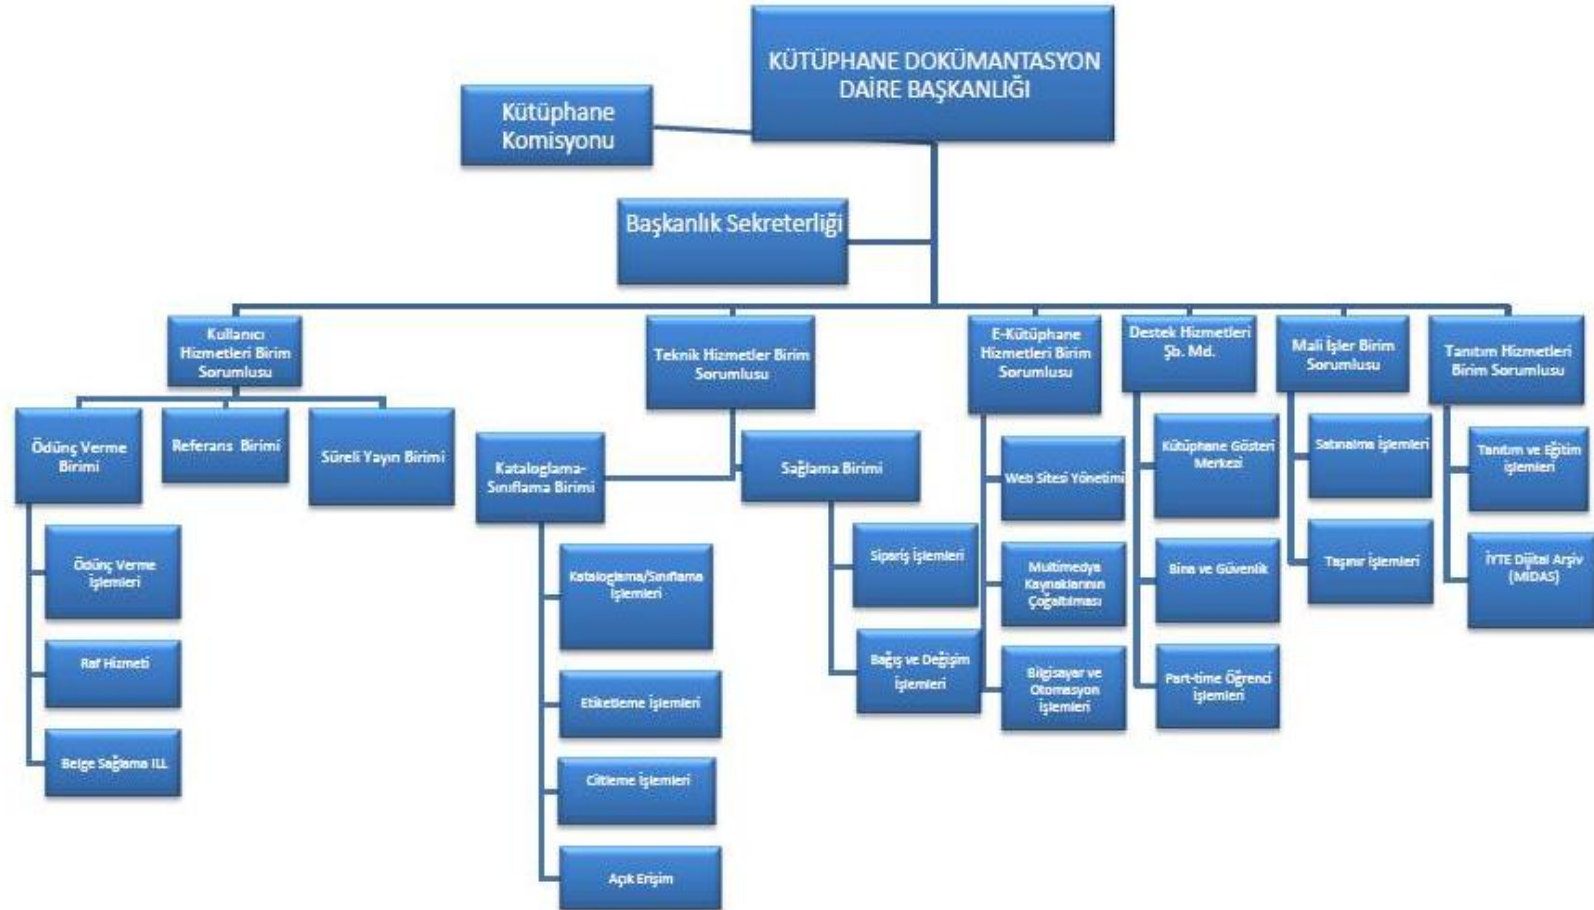 KÜTÜPHANE DOKÜMANTASYON
DAİRE BAŞKANLIĞI
Kütüphane
Komisyonu
Başkanlık Sekreterliği
Kullanıcı
Hizmetleri Birim
Sorumlusu
Teknik Hizmetler Birim
Sorumlusu
E-Kütüphane
Hizmetleri Birim
Sorumlusu
Destek Hizmetleri
Şb. Md.
Mali İşler Birim
Sorumlusu
Tanıtım Hizmetleri
Birim Sorumlusu
Ödünç Verme
Birimi
Referans Birimi
Süreli Yayın Birimi
Kataloglama-
Sınıflama Birimi
Sağlama Birimi
Web Sitesi Yönetimi
Kütüphane Gösteri
Merkezi
Satınalma İşlemleri
Tanıtım ve Eğitim
işlemleri
Ödünç Verme
İşlemleri
Kataloglama/Sınıflama
İşlemleri
Sipariş İşlemleri
Multimedya
Kaynaklarının
Çoğaltılması
Bina ve Güvenlik
Taşınır İşlemleri
İYTE Dijital Arşiv
(MIDAS)
Raf Hizmeti
Etiketleme İşlemleri
Bağış ve Değişim
İşlemleri
Bilgisayar ve
Otomasyon
İşlemleri
Part-time Öğrenci
İşlemleri
Belge Sağlama ILL
Ciltleme İşlemleri
Açık Erişim